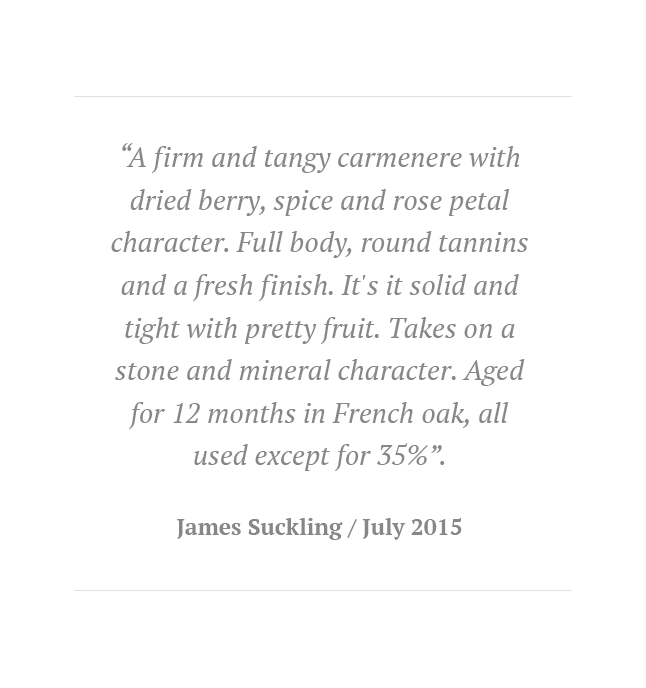 “A firm and tangy carmenere with
dried berry, spice and rose petal
character. Full body, round tannins
and a fresh finish. It's it solid and
tight with pretty fruit. Takes on a
stone and mineral character. Aged
for 12 months in French oak, all
used except for 35%”.
James Suckling / July 2015